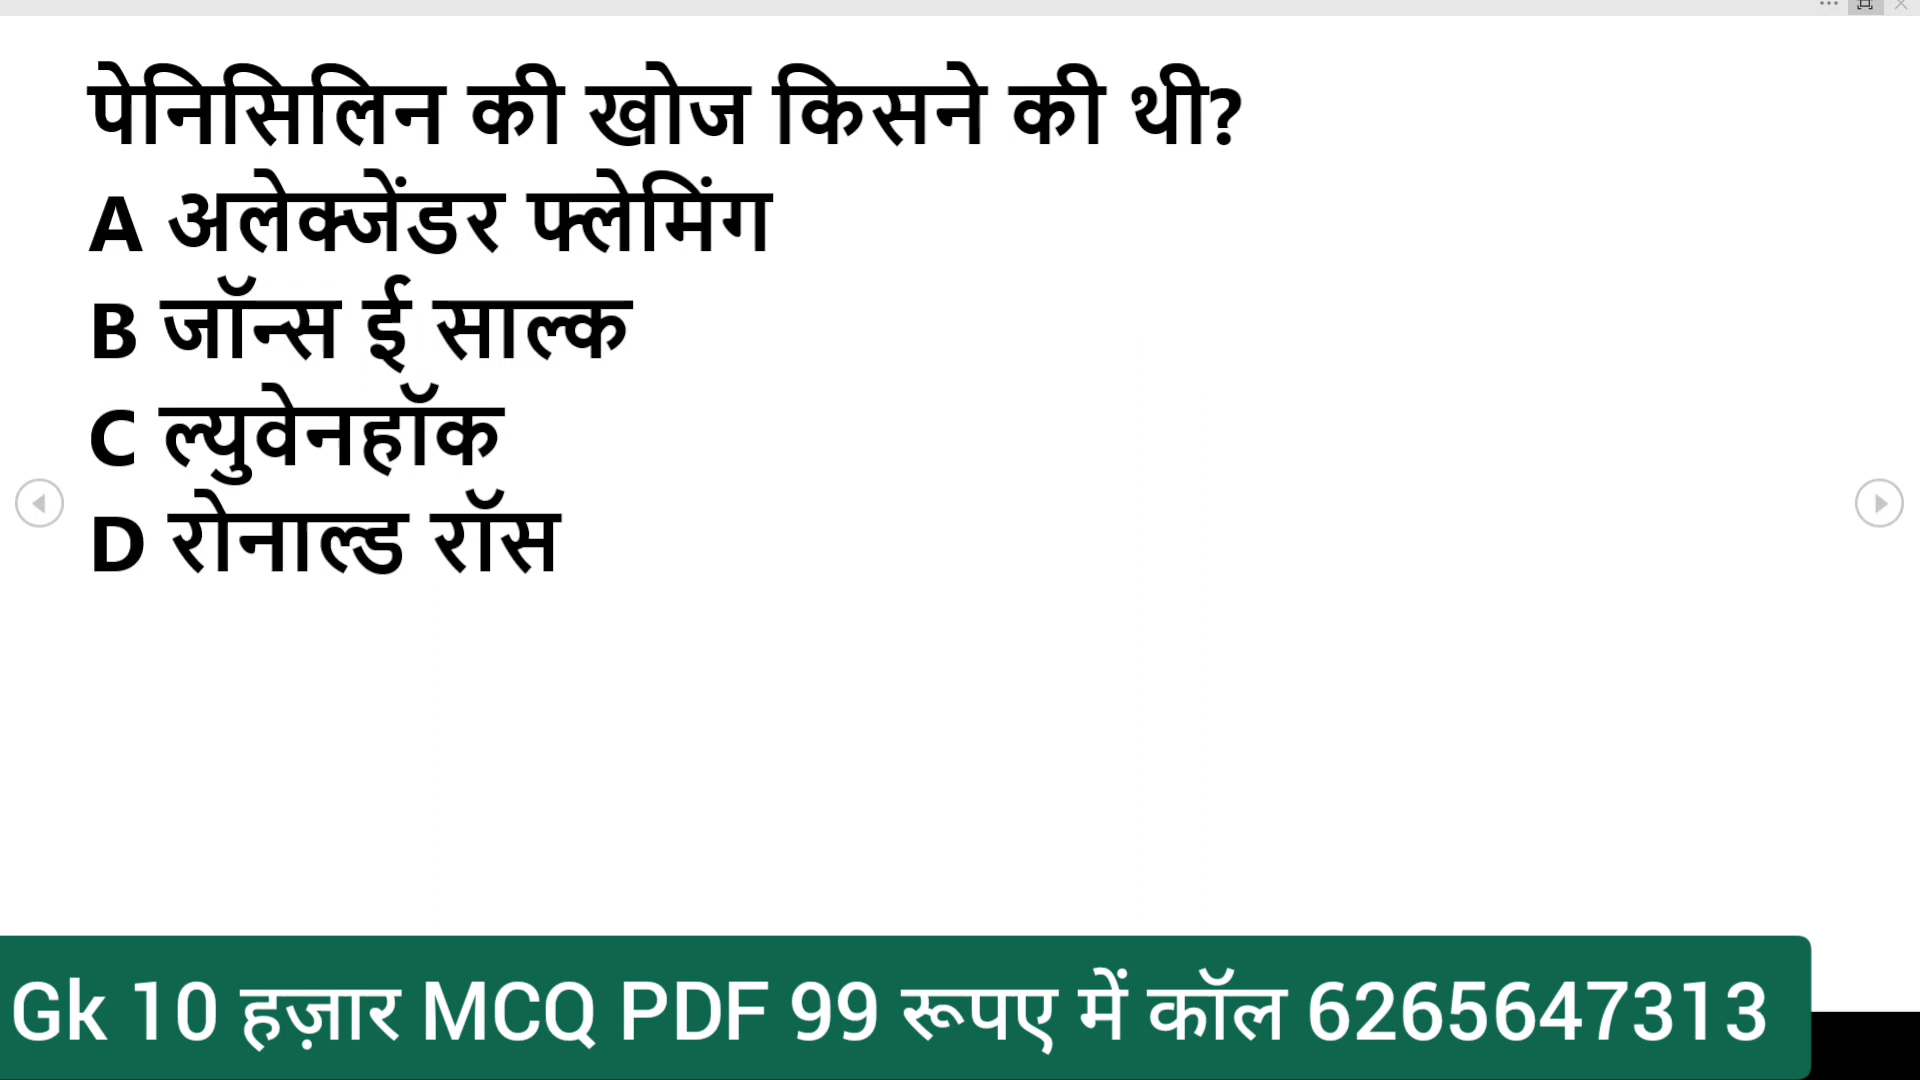 पेनिसिलिन की खोज किसने की थी?
A अलेक्जेंडर फ्लेमिंग
B जॉन्स ई साल्क
C ल्युवेनहॉक
D रोनाल्ड रॉस
Gk 10 हज़ार MCQ PDF 99 रूपए में कॉल 6265647313